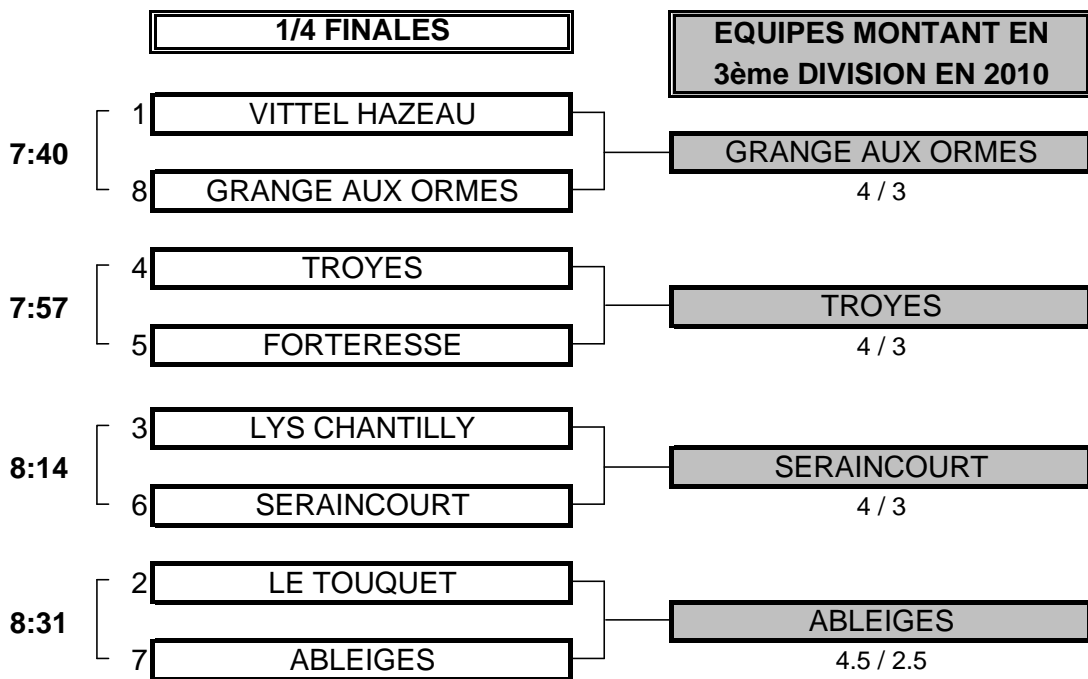 1/4 FINALES
EQUIPES MONTANT EN
3ème DIVISION EN 2010
7:40
1 VITTEL HAZEAU
8 GRANGE AUX ORMES
GRANGE AUX ORMES
4 / 3
7:57
4 TROYES
5 FORTERESSE
TROYES
4 / 3
8:14
3 LYS CHANTILLY
6 SERAINCOURT
SERAINCOURT
4 / 3
8:31
2 LE TOUQUET
7 ABLEIGES
ABLEIGES
4.5 / 2.5